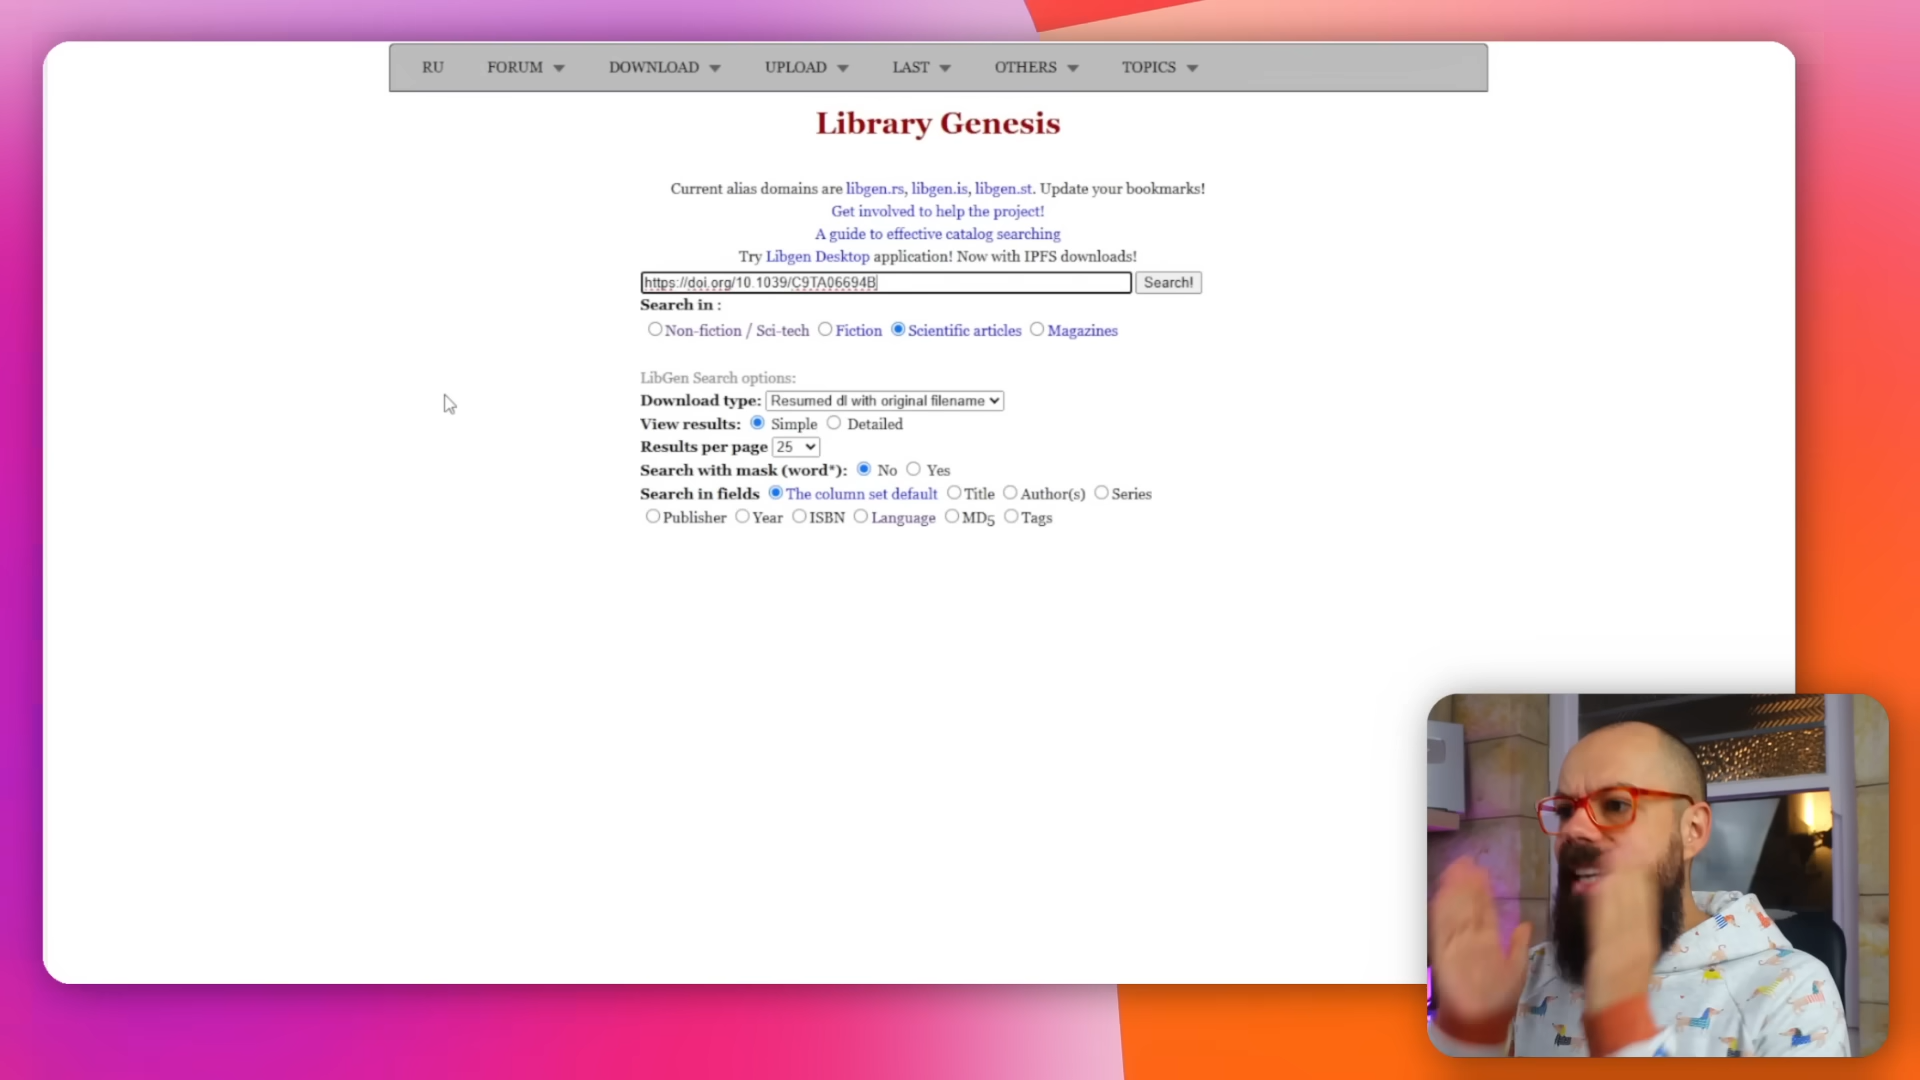 RU FORUM DOWNLOAD UPLOAD LAST OTHERS TOPICS
Library Genesis
Current alias domains are libgen.rs, libgen.is, libgen.st. Update your bookmarks!
Get involved to help the project!
A guide to effective catalog searching
Try Libgen Desktop application! Now with IPFS downloads!
https://doi.org/10.1039/C9TA06694B Search!
Search in :
Non-fiction / Sci-tech Fiction Scientific articles Magazines
LibGen Search options:
Download type: Resumed dl with original filename
View results: Simple Detailed
Results per page 25
Search with mask (word*): No Yes
Search in fields The column set default Title Author(s) Series
Publisher Year ISBN Language MD5 Tags